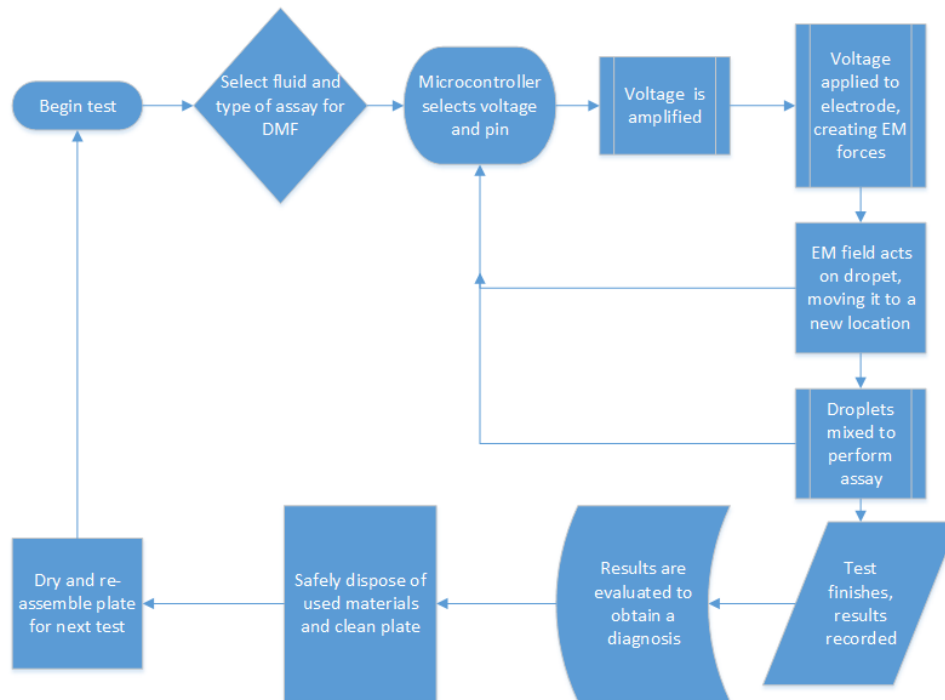 Begin test
Select fluid and
type of assay for
DMF
Microcontroller
selects voltage
and pin
Voltage is
amplified
Voltage
applied to
electrode,
creating EM
forces
EM field acts
on dropet,
moving it to a
new location
Droplets
mixed to
perform
assay
Test
finishes,
results
recorded
Results are
evaluated to
obtain a
diagnosis
Safely dispose of
used materials
and clean plate
Dry and re-
assemble plate
for next test